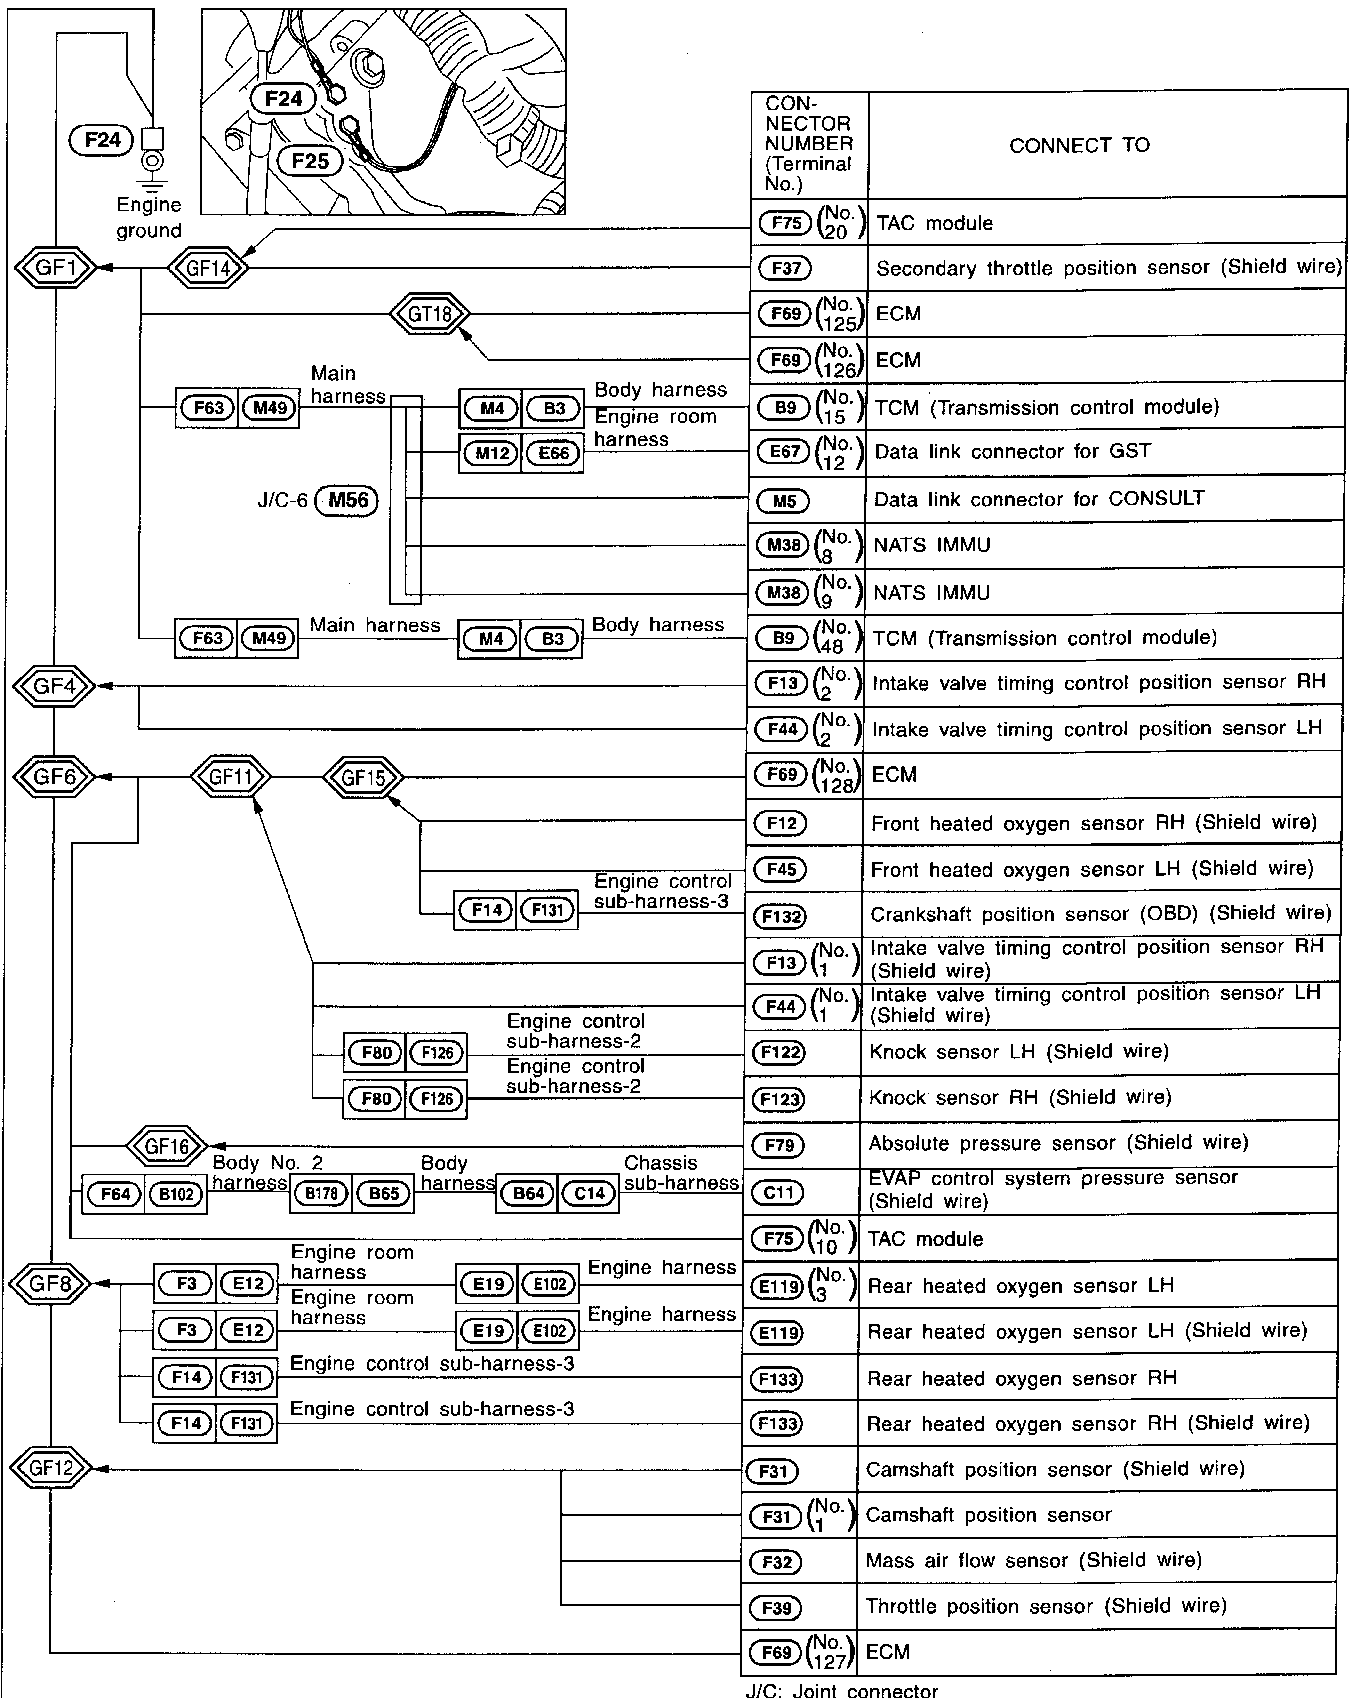 F24
F25
F24
Engine
ground
CON-
NECTOR
NUMBER
(Terminal
No.)
CONNECT TO
F75 (No. 20) TAC module
GF1 GF14 F37 Secondary throttle position sensor (Shield wire)
GT18 F69 (No. 125) ECM
F69 (No. 126) ECM
Main
harness
Body harness
F63 M49 M4 B3 B9 (No. 15) TCM (Transmission control module)
Engine room
harness
M12 E66 E67 (No. 12) Data link connector for GST
J/C-6 M56 M5 Data link connector for CONSULT
M38 (No. 8) NATS IMMU
M38 (No. 9) NATS IMMU
F63 M49 Main harness M4 B3 Body harness B9 (No. 48) TCM (Transmission control module)
GF4 F13 (No. 2) Intake valve timing control position sensor RH
F44 (No. 2) Intake valve timing control position sensor LH
GF6 GF11 GF15 F69 (No. 128) ECM
F12 Front heated oxygen sensor RH (Shield wire)
F45 Front heated oxygen sensor LH (Shield wire)
Engine control
sub-harness-3
F14 F131 F132 Crankshaft position sensor (OBD) (Shield wire)
F13 (No. 1) Intake valve timing control position sensor RH
(Shield wire)
F44 (No. 1) Intake valve timing control position sensor LH
(Shield wire)
Engine control
sub-harness-2
F80 F126 F122 Knock sensor LH (Shield wire)
Engine control
sub-harness-2
F80 F126 F123 Knock sensor RH (Shield wire)
GF16 F79 Absolute pressure sensor (Shield wire)
Body No. 2
harness
Body
harness
Chassis
sub-harness
F64 B102 B178 B65 B64 C14 C11 EVAP control system pressure sensor
(Shield wire)
F75 (No. 10) TAC module
Engine room
harness
Engine harness
GF8 F3 E12 E19 E102 E119 (No. 3) Rear heated oxygen sensor LH
Engine room
harness
Engine harness
F3 E12 E19 E102 E119 Rear heated oxygen sensor LH (Shield wire)
Engine control sub-harness-3
F14 F131 F133 Rear heated oxygen sensor RH
Engine control sub-harness-3
F14 F131 F133 Rear heated oxygen sensor RH (Shield wire)
GF12 F31 Camshaft position sensor (Shield wire)
F31 (No. 1) Camshaft position sensor
F32 Mass air flow sensor (Shield wire)
F39 Throttle position sensor (Shield wire)
F69 (No. 127) ECM
J/C: Joint connector